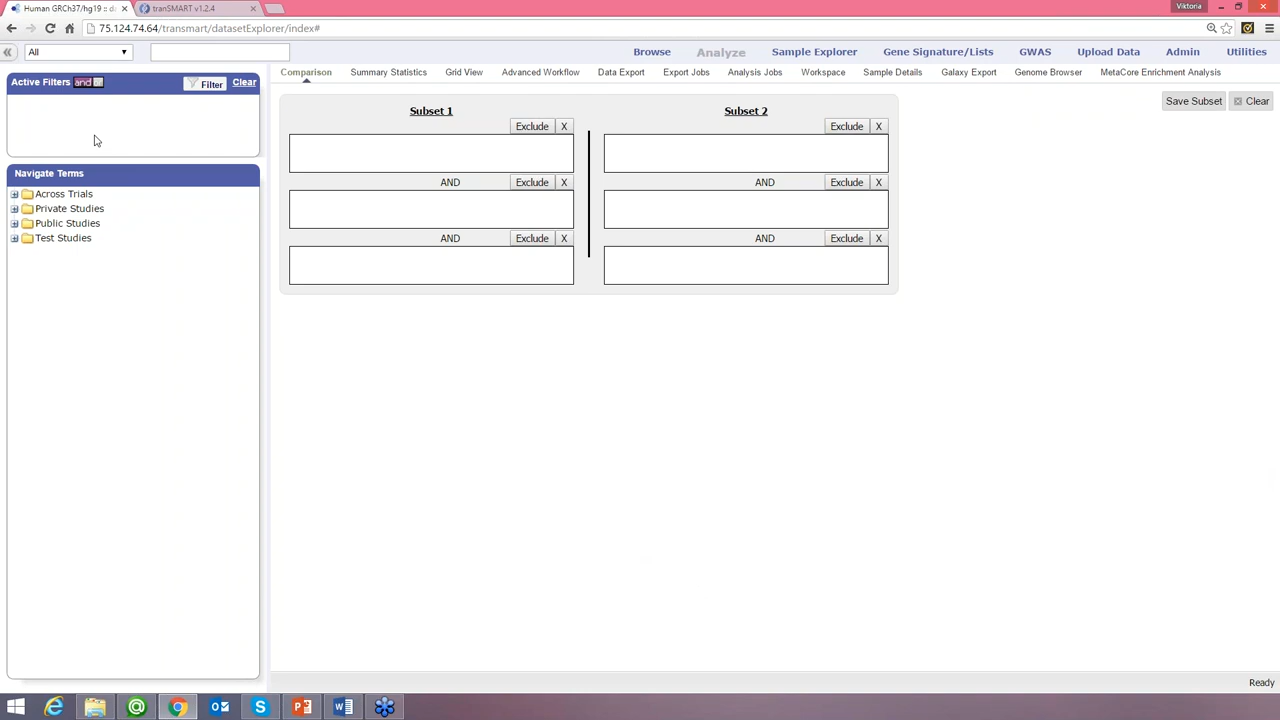 Human GRCh37/hg19 :: da
tranSMART v1.2.4
Viktoria
75.124.74.64/transmart/datasetExplorer/index#
All
Browse Analyze Sample Explorer Gene Signature/Lists GWAS Upload Data Admin Utilities
Comparison Summary Statistics Grid View Advanced Workflow Data Export Export Jobs Analysis Jobs Workspace Sample Details Galaxy Export Genome Browser MetaCore Enrichment Analysis
Active Filters and or Filter Clear
Save Subset Clear
Subset 1 Subset 2
Exclude X Exclude X
AND Exclude X AND Exclude X
AND Exclude X AND Exclude X
Navigate Terms
Across Trials
Private Studies
Public Studies
Test Studies
Ready